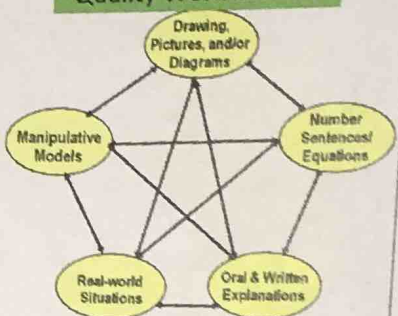 Drawing,
Pictures, and/or
Diagrams
Manipulative
Models
Number
Sentences/
Equations
Real-world
Situations
Oral & Written
Explanations